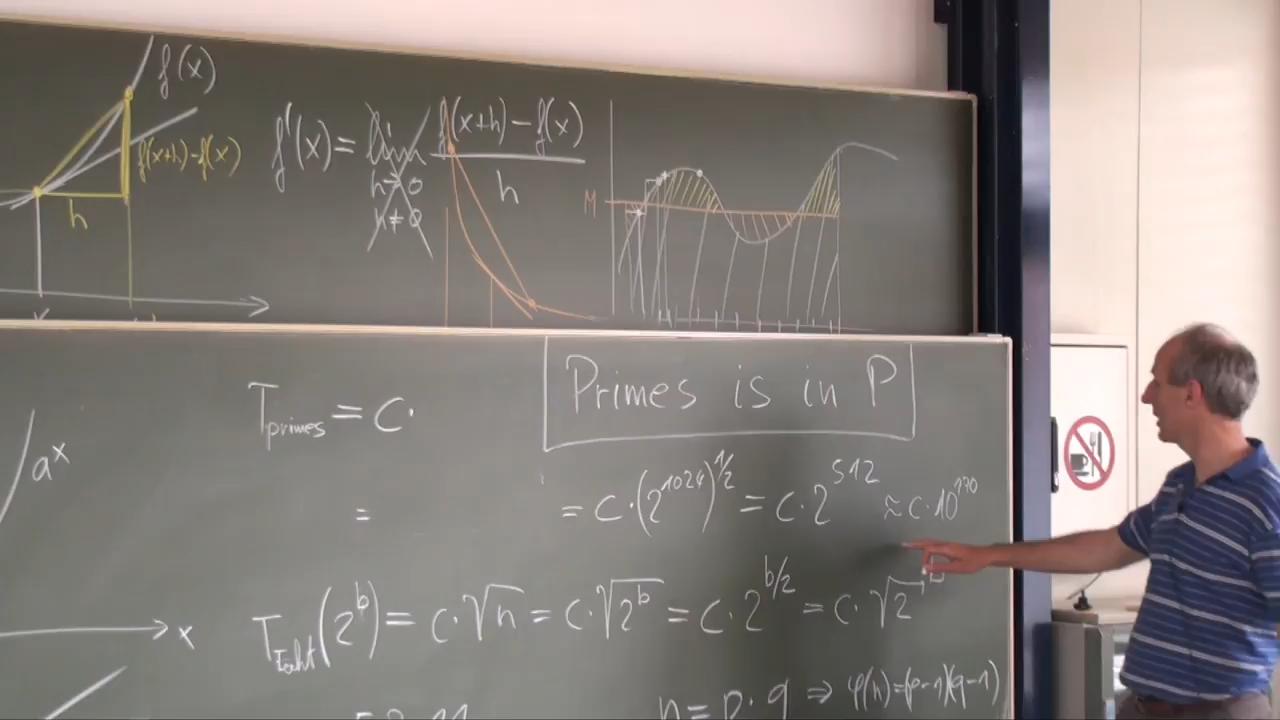 f(x)
f(x+h)-f(x)
h
f'(x) = lim f(x+h)-f(x)
h→0 h
h≠0
M
a^x
x
Primes is in P
T_primes = C·
= = C·(2^1024)^1/2 = C·2^512 ≈ C·10^170
T_Echt(2^b) = C·√n = C·√2^b = C·2^b/2 = C·√2^b
n = p·q ⇒ φ(n)=(p-1)(q-1)